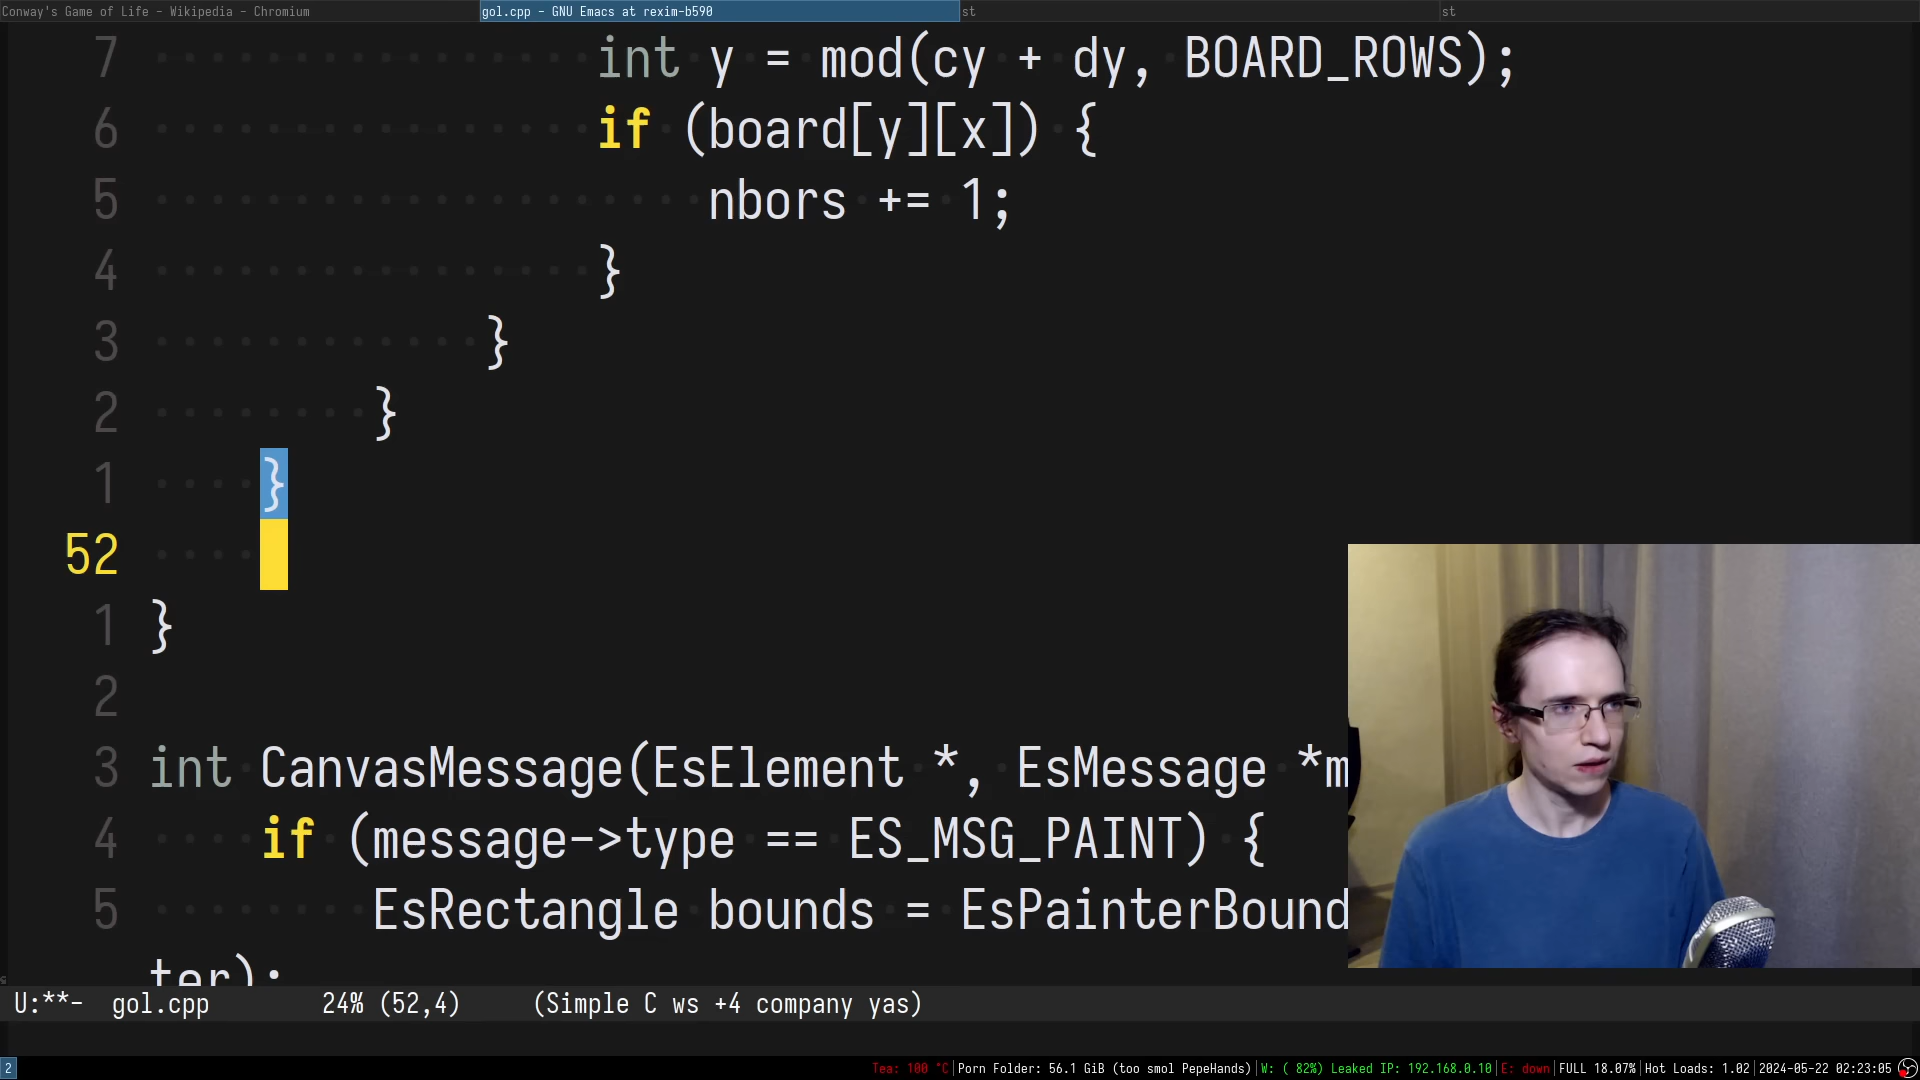 Conway's Game of Life - Wikipedia - Chromium
gol.cpp - GNU Emacs at rexim-b590
st
st
7 int y = mod(cy + dy, BOARD_ROWS);
6 if (board[y][x]) {
5 nbors += 1;
4 }
3 }
2 }
1 }
52
1 }
2
3 int CanvasMessage(EsElement *, EsMessage *m
4 if (message->type == ES_MSG_PAINT) {
5 EsRectangle bounds = EsPainterBound
ter);
U:**- gol.cpp 24% (52,4) (Simple C ws +4 company yas)
2 Tea: 100 °C|Porn Folder: 56.1 GiB (too smol PepeHands)|W: ( 82%) Leaked IP: 192.168.0.10|E: down|FULL 18.07%|Hot Loads: 1.02|2024-05-22 02:23:05